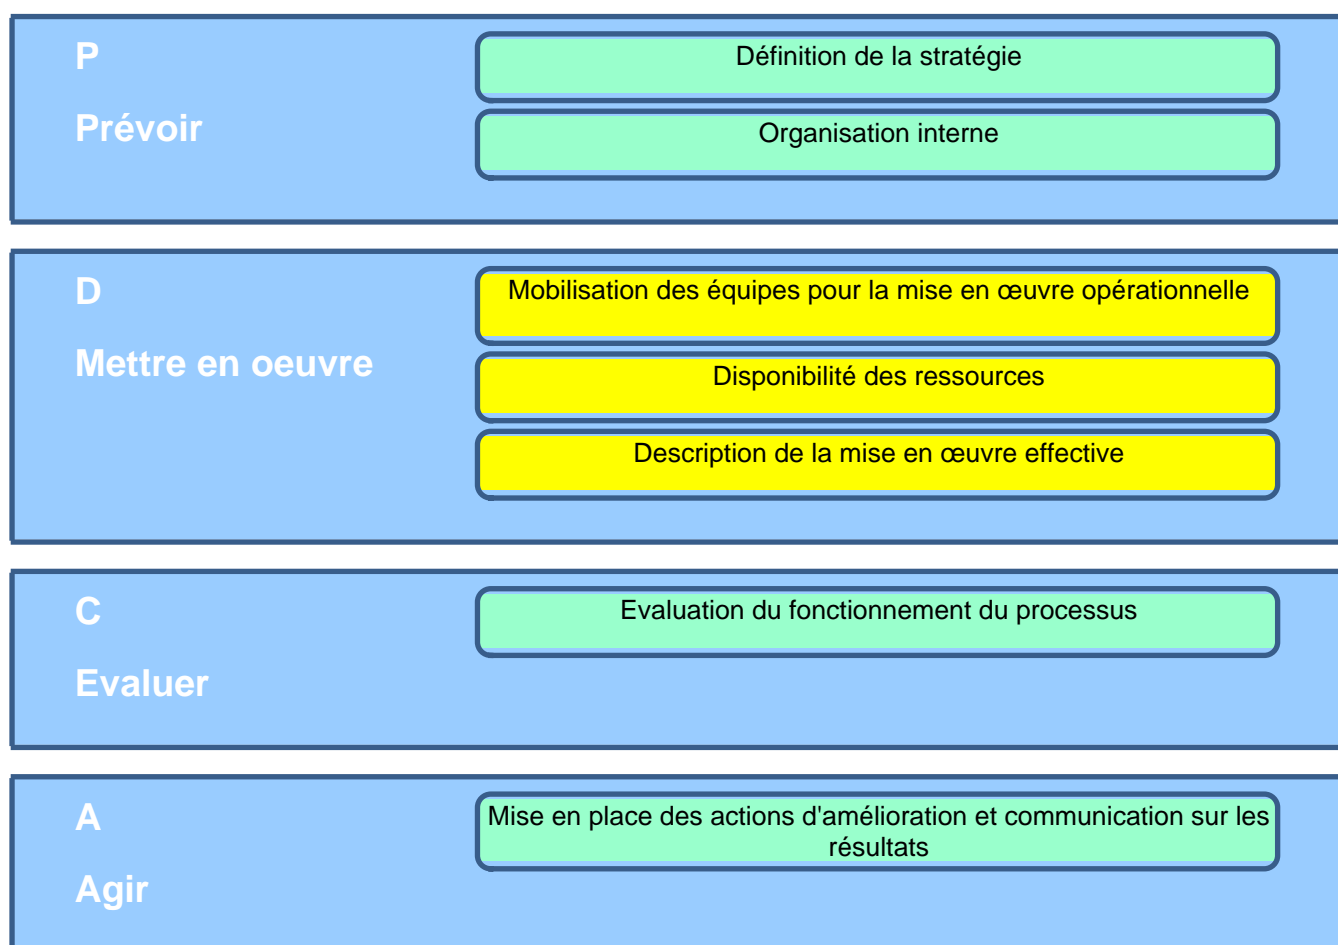 P
Prévoir
Définition de la stratégie
Organisation interne
D
Mettre en oeuvre
Mobilisation des équipes pour la mise en œuvre opérationnelle
Disponibilité des ressources
Description de la mise en œuvre effective
C
Evaluer
Evaluation du fonctionnement du processus
A
Agir
Mise en place des actions d'amélioration et communication sur les
résultats